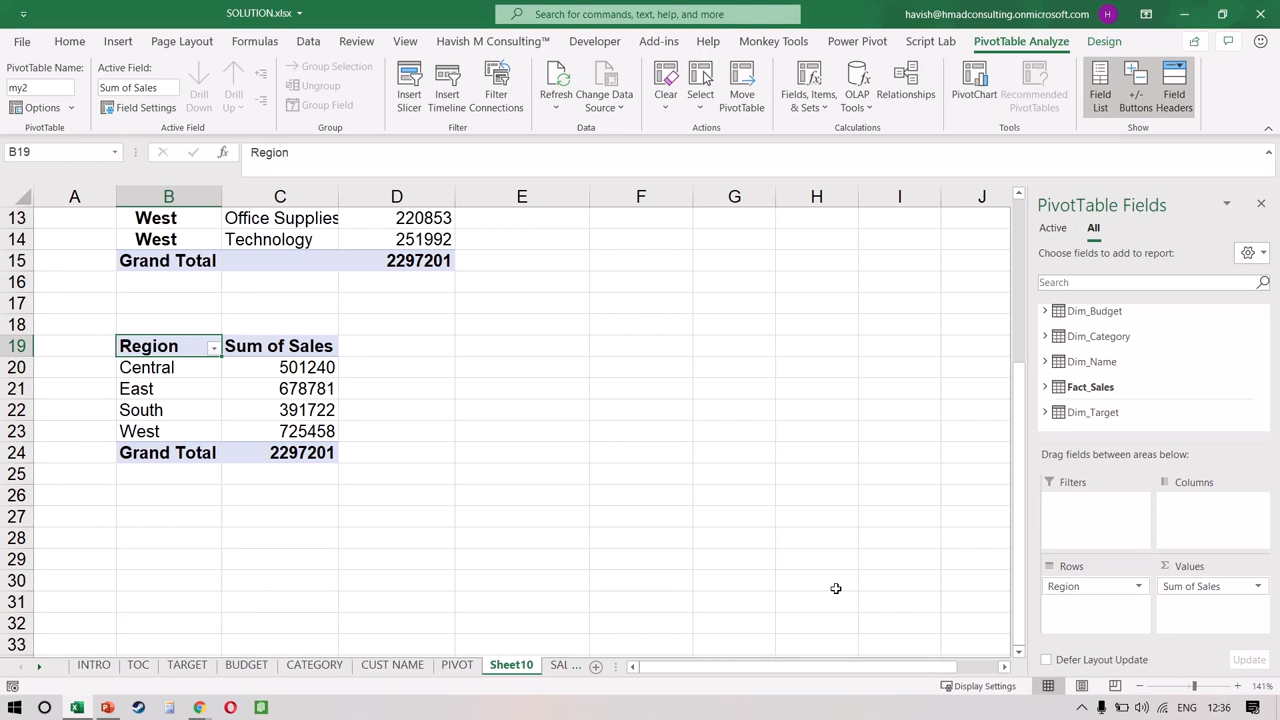 SOLUTION.xlsx
Search for commands, text, help, and more
havish@hmadconsulting.onmicrosoft.com
H
File Home Insert Page Layout Formulas Data Review View Havish M Consulting™ Developer Add-ins Help Monkey Tools Power Pivot Script Lab PivotTable Analyze Design
PivotTable Name:
my2
Options
PivotTable
Active Field:
Sum of Sales
Field Settings
Drill Down
Drill Up
Active Field
Group Selection
Ungroup
Group Field
Group
Insert Slicer
Insert Timeline
Filter Connections
Filter
Refresh
Change Data Source
Data
Clear
Select
Move PivotTable
Actions
Fields, Items, & Sets
OLAP Tools
Relationships
Calculations
PivotChart
Recommended PivotTables
Tools
Field List
+/- Buttons
Field Headers
Show
B19
fx
Region
A B C D E F G H I J
13 West Office Supplies 220853
14 West Technology 251992
15 Grand Total 2297201
16
17
18
19 Region Sum of Sales
20 Central 501240
21 East 678781
22 South 391722
23 West 725458
24 Grand Total 2297201
25
26
27
28
29
30
31
32
33
PivotTable Fields
Active All
Choose fields to add to report:
Search
Dim_Budget
Dim_Category
Dim_Name
Fact_Sales
Dim_Target
Drag fields between areas below:
Filters
Columns
Rows
Σ Values
Region
Sum of Sales
Defer Layout Update
Update
INTRO TOC TARGET BUDGET CATEGORY CUST NAME PIVOT Sheet10 SAL ...
Display Settings
141%
ENG
12:36